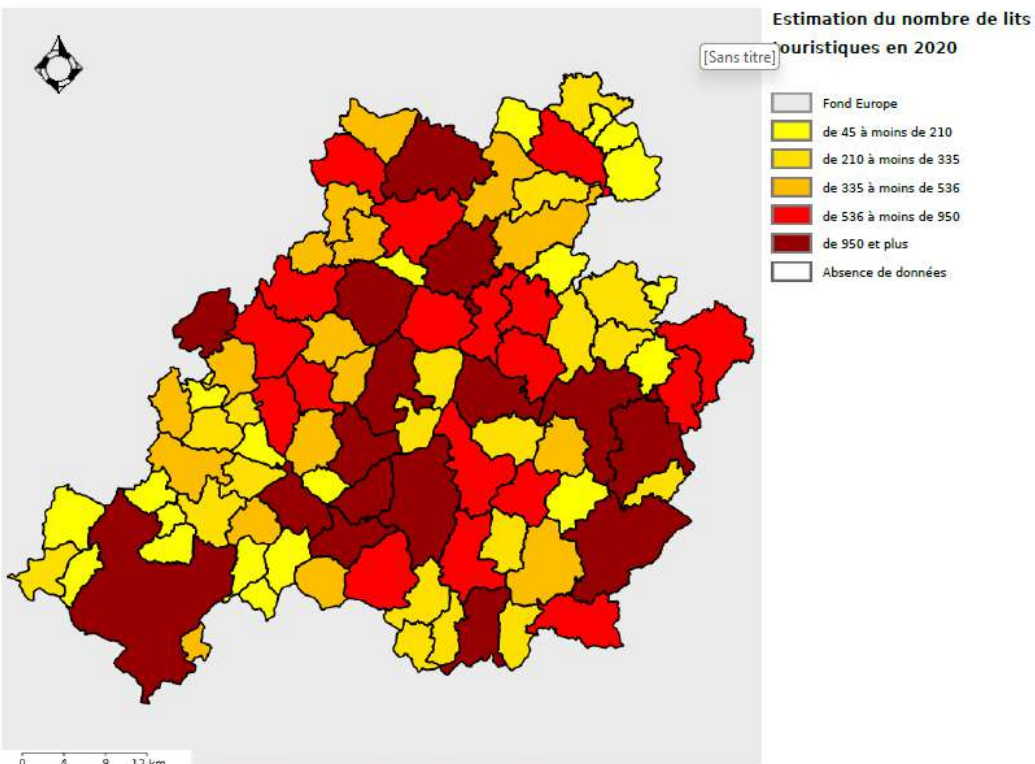 Estimation du nombre de lits
touristiques en 2020
[Sans titre]
Fond Europe
de 45 à moins de 210
de 210 à moins de 335
de 335 à moins de 536
de 536 à moins de 950
de 950 et plus
Absence de données
0 4 9 13 km